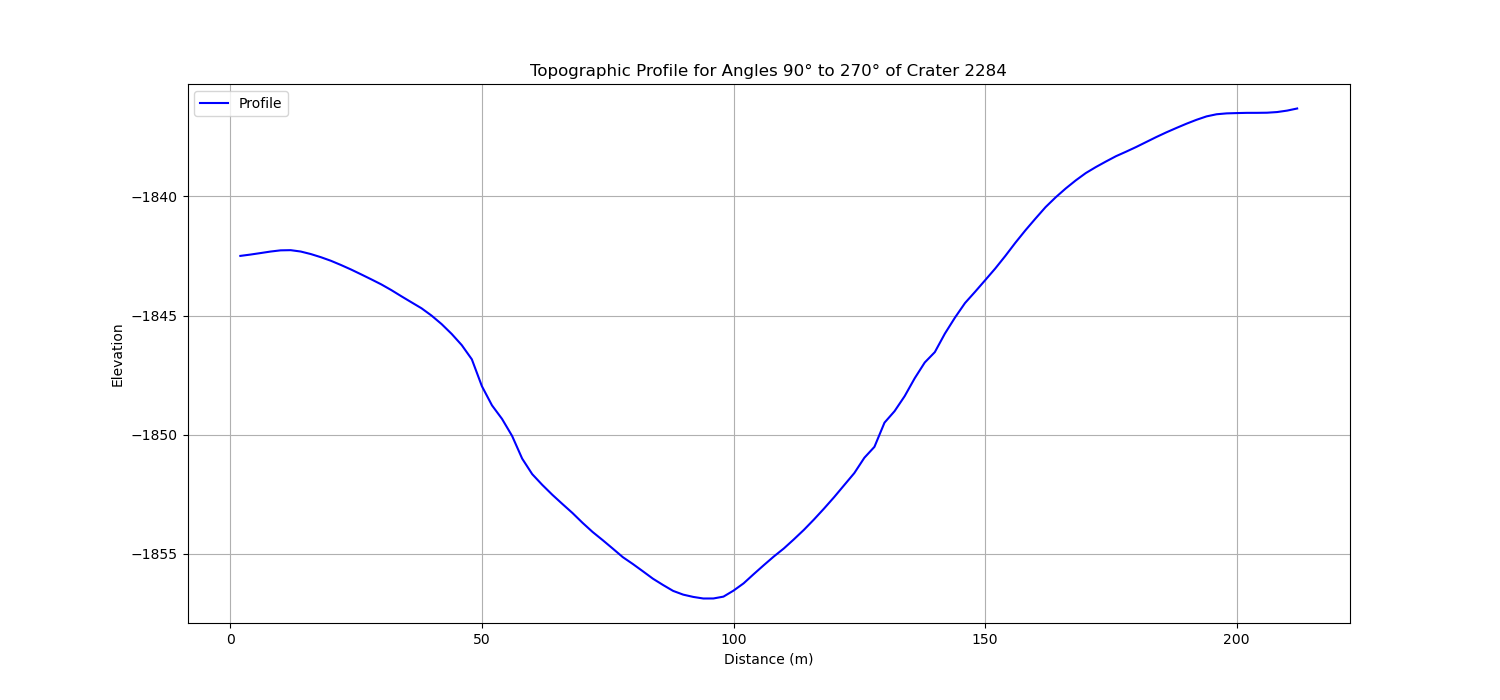 Topographic Profile for Angles 90° to 270° of Crater 2284
Profile
−1840
−1845
−1850
−1855
Elevation
0 50 100 150 200
Distance (m)